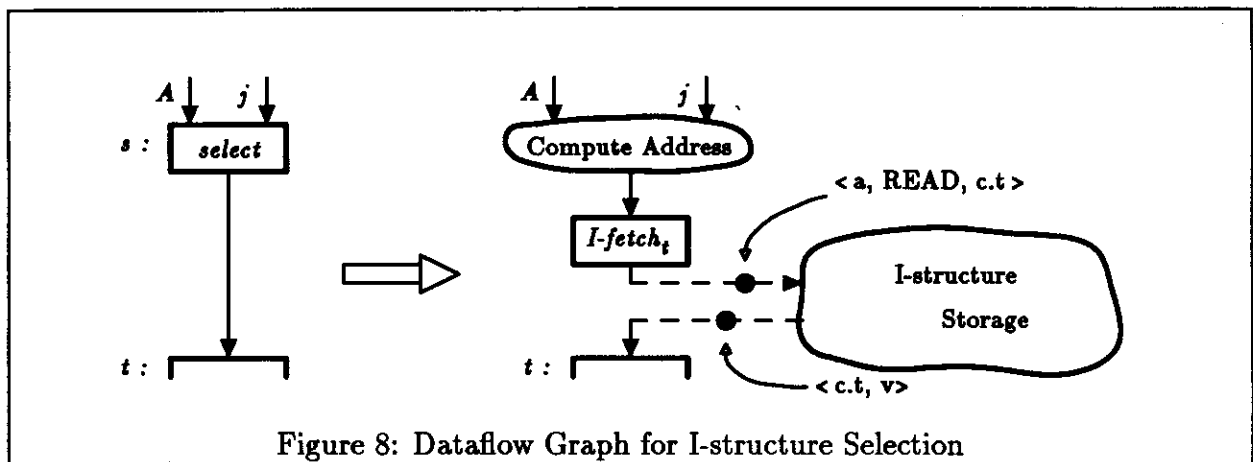 A j A j
s : select Compute Address
< a, READ, c.t >
I-fetch_t
I-structure
Storage
t : t :
< c.t, v>
Figure 8: Dataflow Graph for I-structure Selection